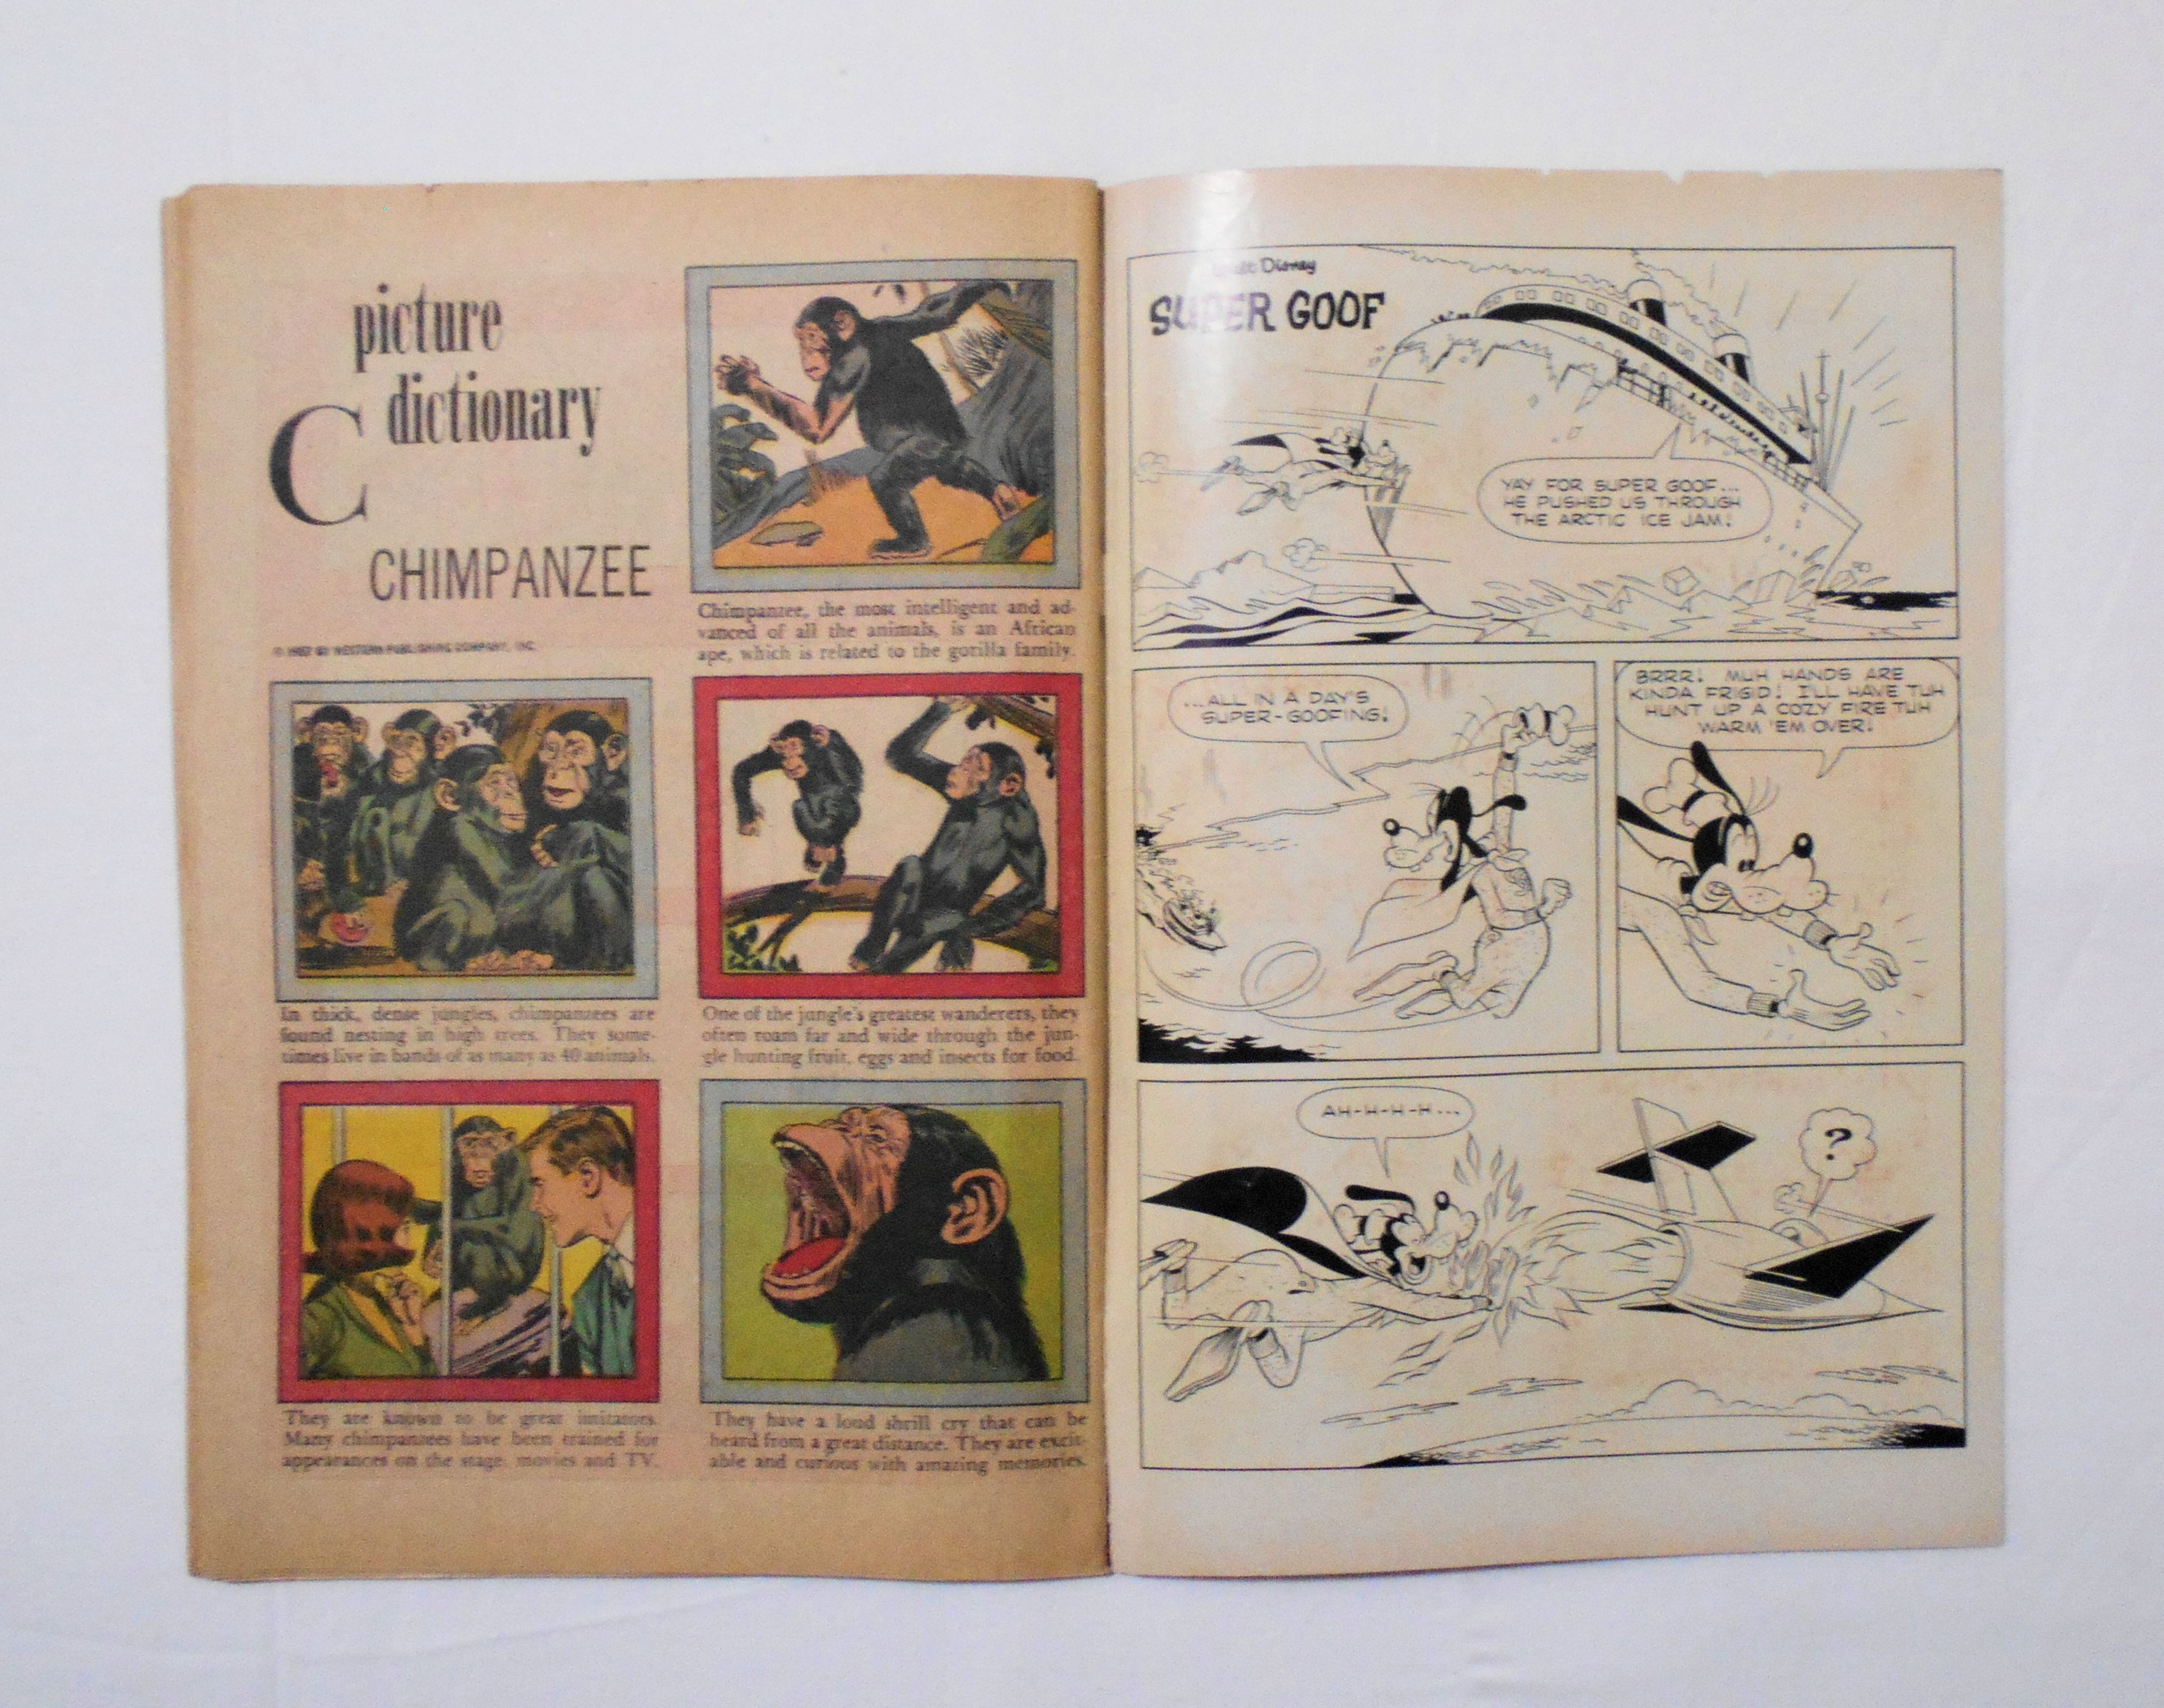 picture
dictionary
C
CHIMPANZEE
© 1967 BY WESTERN PUBLISHING COMPANY, INC.
Chimpanzee, the most intelligent and ad-
vanced of all the animals, is an African
ape, which is related to the gorilla family.
In thick, dense jungles, chimpanzees are
found nesting in high trees. They some-
times live in bands of as many as 40 animals.
One of the jungle's greatest wanderers, they
often roam far and wide through the jun-
gle hunting fruit, eggs and insects for food.
They are known to be great imitators.
Many chimpanzees have been trained for
appearances on the stage, movies and TV.
They have a loud shrill cry that can be
heard from a great distance. They are excit-
able and curious with amazing memories.
Walt Disney
SUPER GOOF
YAY FOR SUPER GOOF...
HE PUSHED US THROUGH
THE ARCTIC ICE JAM!
...ALL IN A DAY'S
SUPER-GOOFING!
BRRR! MUH HANDS ARE
KINDA FRIGID! I'LL HAVE TUH
HUNT UP A COZY FIRE TUH
WARM 'EM OVER!
AH-H-H-H...
?